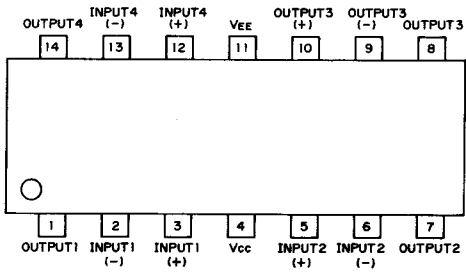 OUTPUT4 INPUT4 (-) INPUT4 (+) VEE OUTPUT3 (+) OUTPUT3 (-) OUTPUT3
14 13 12 11 10 9 8
1 2 3 4 5 6 7
OUTPUT1 INPUT1 (-) INPUT1 (+) Vcc INPUT2 (+) INPUT2 (-) OUTPUT2